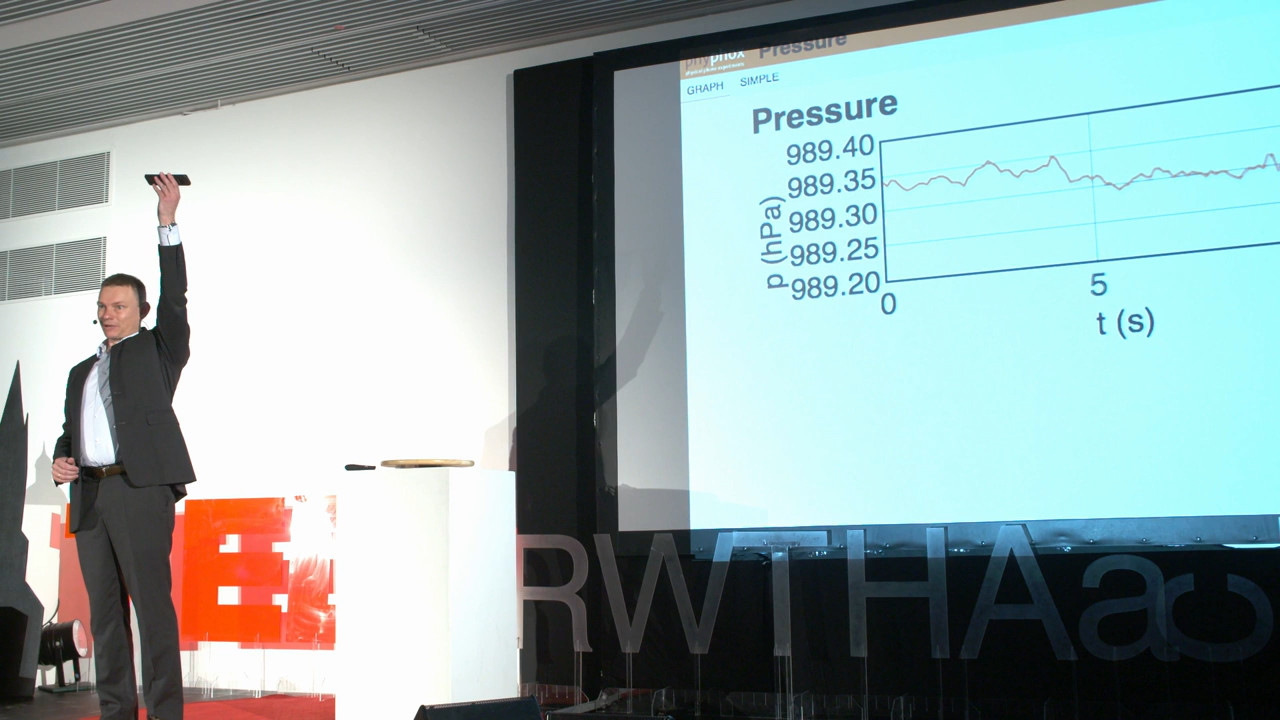 phyphox Pressure
GRAPH SIMPLE
Pressure
989.40
989.35
989.30
989.25
989.20
p (hPa)
0
5
t (s)
E
RWTHAac